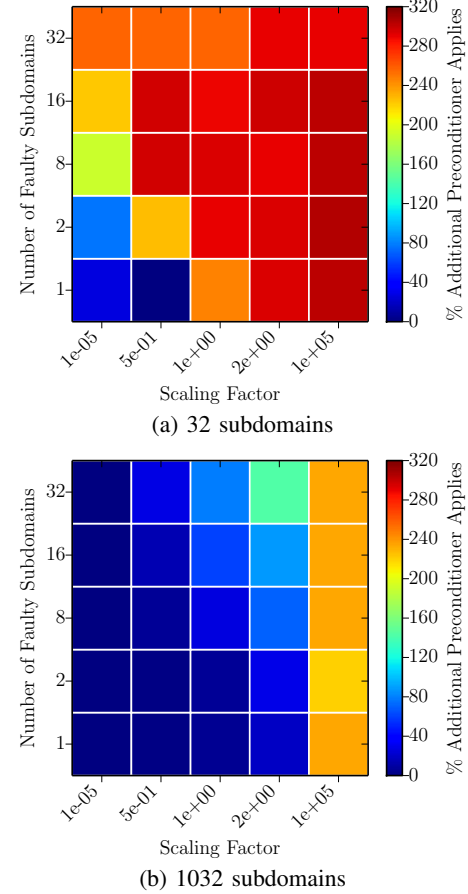 320
280
240
200
160
120
80
40
0
% Additional Preconditioner Applies
Number of Faulty Subdomains
32
16
8
2
1
1e-05
5e-01
1e+00
2e+00
1e+05
Scaling Factor
(a) 32 subdomains
320
280
240
200
160
120
80
40
0
% Additional Preconditioner Applies
Number of Faulty Subdomains
32
16
8
2
1
1e-05
5e-01
1e+00
2e+00
1e+05
Scaling Factor
(b) 1032 subdomains